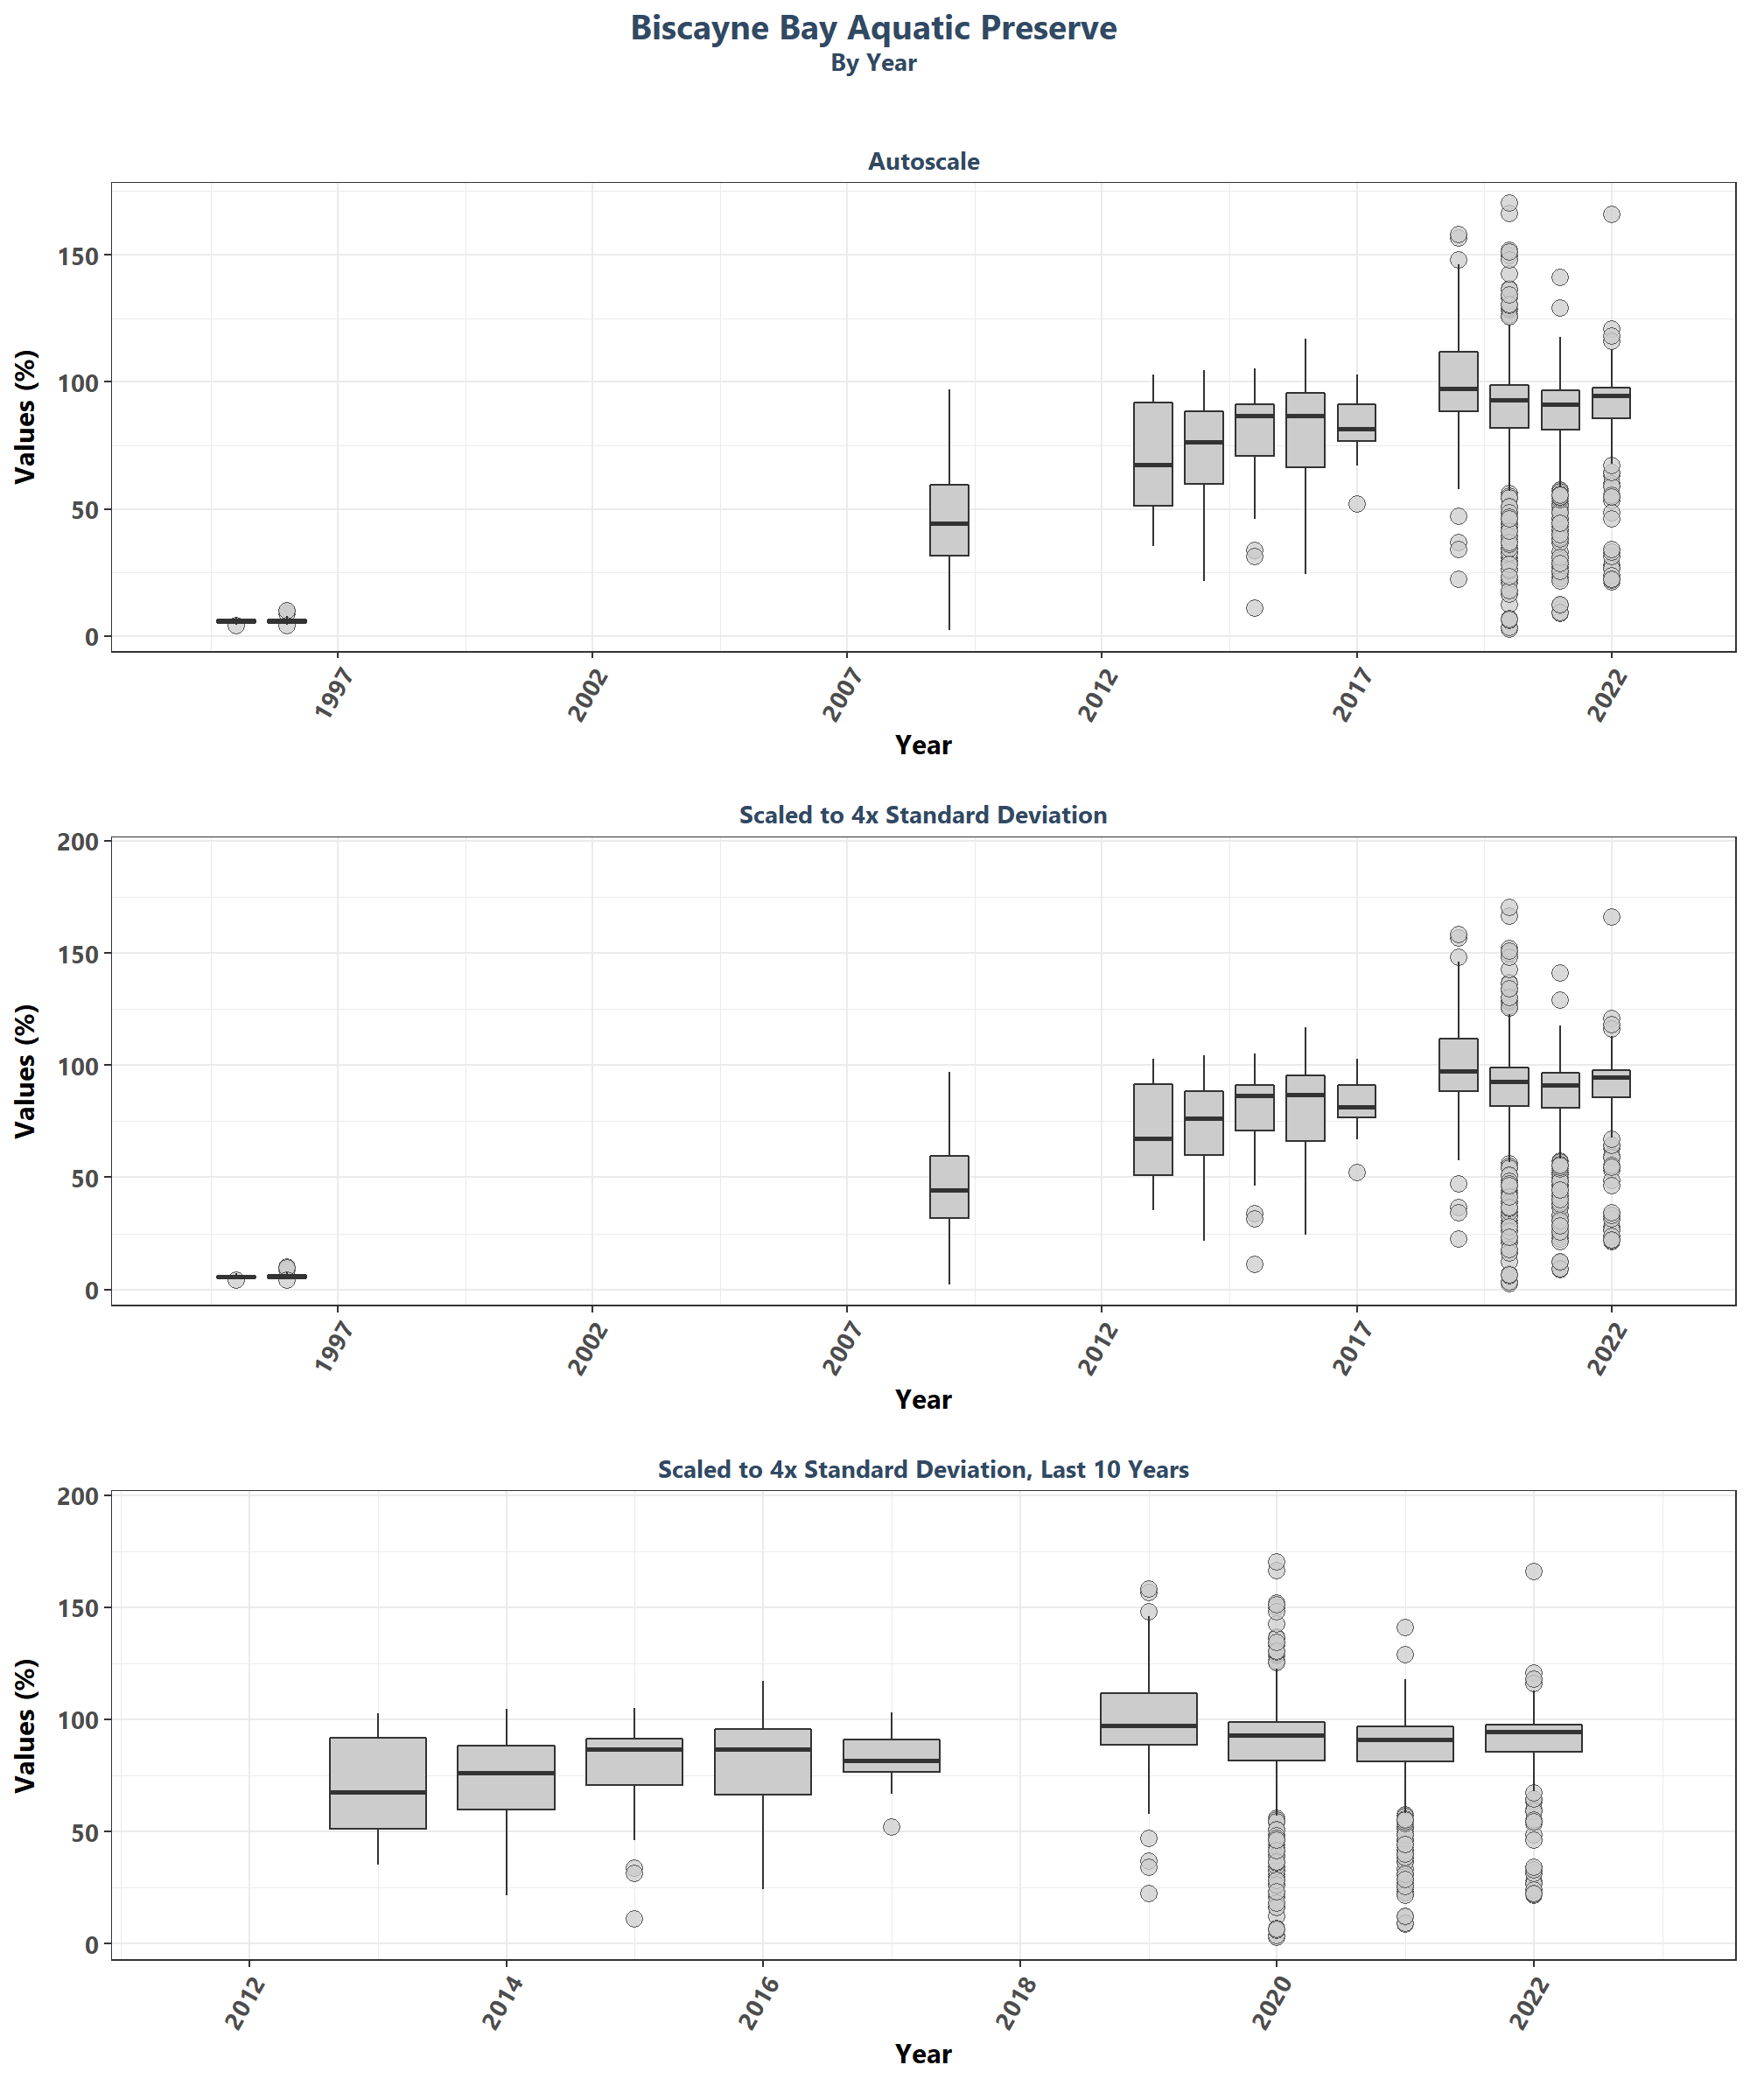 Biscayne Bay Aquatic Preserve
By Year
Autoscale
Values (%)
150
100
50
0
1997
2002
2007
2012
2017
2022
Year
Scaled to 4x Standard Deviation
Values (%)
200
150
100
50
0
1997
2002
2007
2012
2017
2022
Year
Scaled to 4x Standard Deviation, Last 10 Years
Values (%)
200
150
100
50
0
2012
2014
2016
2018
2020
2022
Year